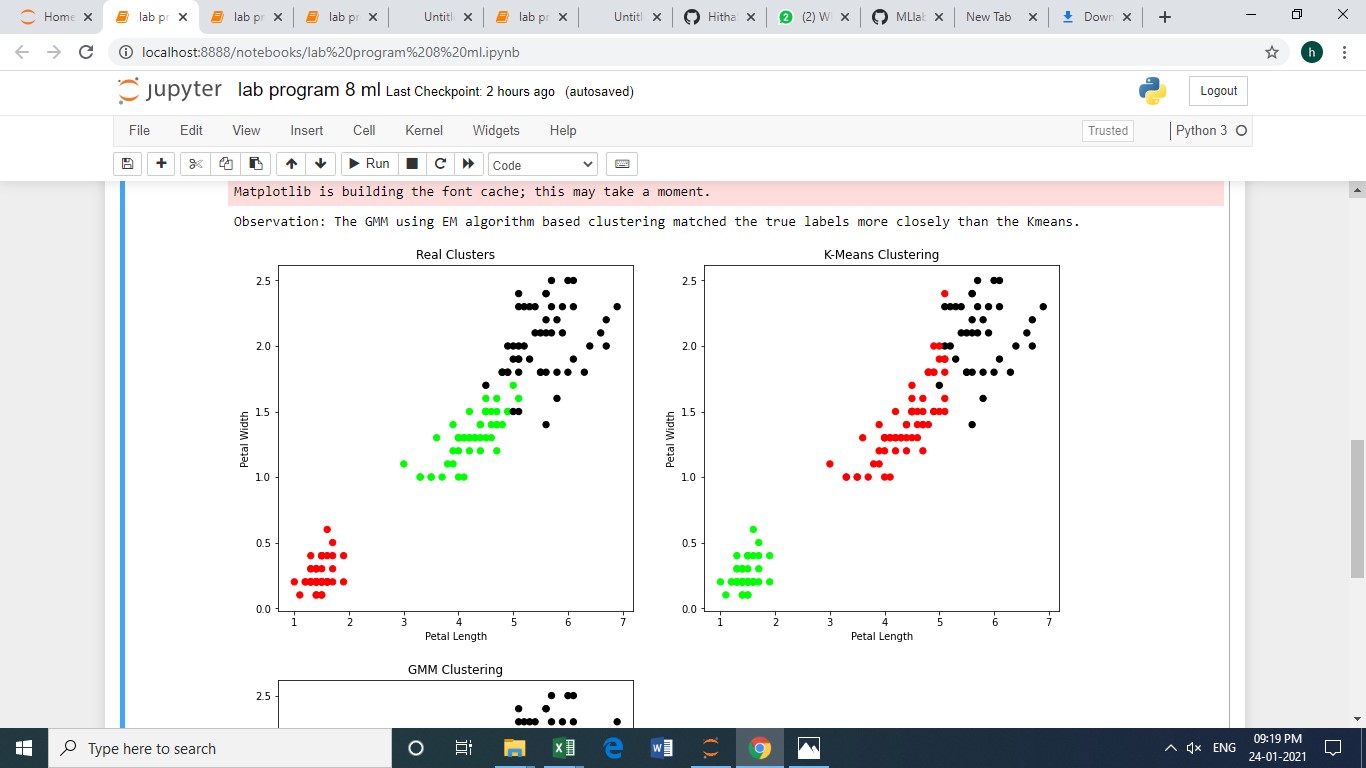 Home
lab pr
lab pr
lab pr
Untitl
lab pr
Untitl
Hitha
2
(2) W
MLlab
New Tab
Down
localhost:8888/notebooks/lab%20program%208%20ml.ipynb
h
jupyter lab program 8 ml Last Checkpoint: 2 hours ago (autosaved)
Logout
File Edit View Insert Cell Kernel Widgets Help
Trusted
Python 3
Run
Code
Matplotlib is building the font cache; this may take a moment.
Observation: The GMM using EM algorithm based clustering matched the true labels more closely than the Kmeans.
Real Clusters
2.5
2.0
1.5
1.0
0.5
0.0
Petal Width
1 2 3 4 5 6 7
Petal Length
K-Means Clustering
2.5
2.0
1.5
1.0
0.5
0.0
Petal Width
1 2 3 4 5 6 7
Petal Length
GMM Clustering
2.5
Type here to search
ENG
09:19 PM
24-01-2021